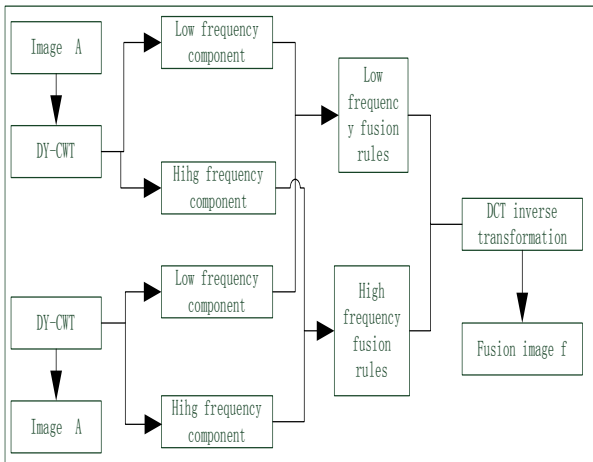 Image A
DY-CWT
Low frequency
component
Hihg frequency
component
Low frequency
component
Hihg frequency
component
DY-CWT
Image A
Low
frequenc
y fusion
rules
High
frequency
fusion
rules
DCT inverse
transformation
Fusion image f